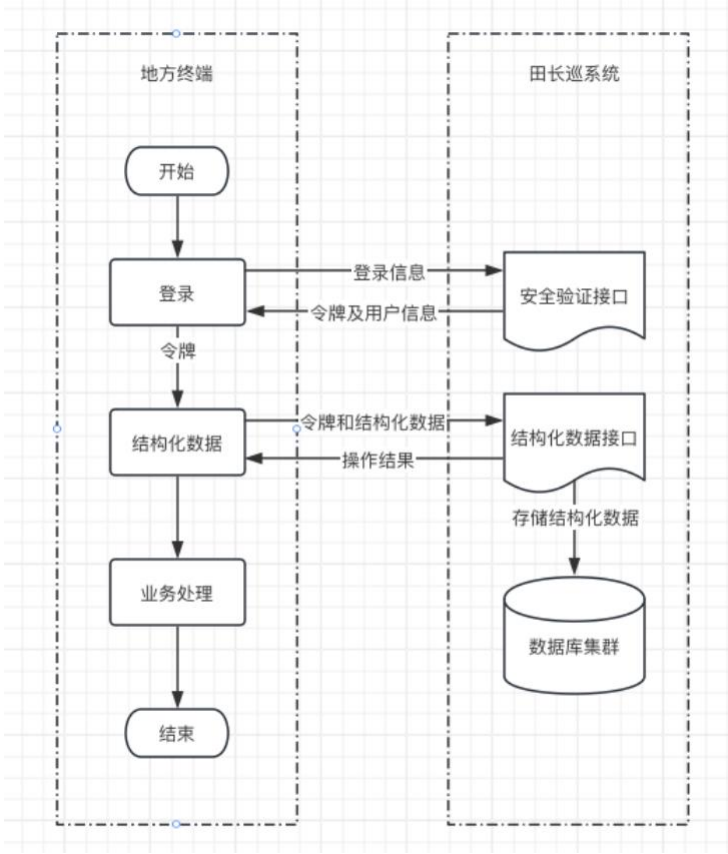 地方终端
田长巡系统
开始
登录信息
登录
安全验证接口
令牌及用户信息
令牌
令牌和结构化数据
结构化数据
结构化数据接口
操作结果
存储结构化数据
业务处理
数据库集群
结束